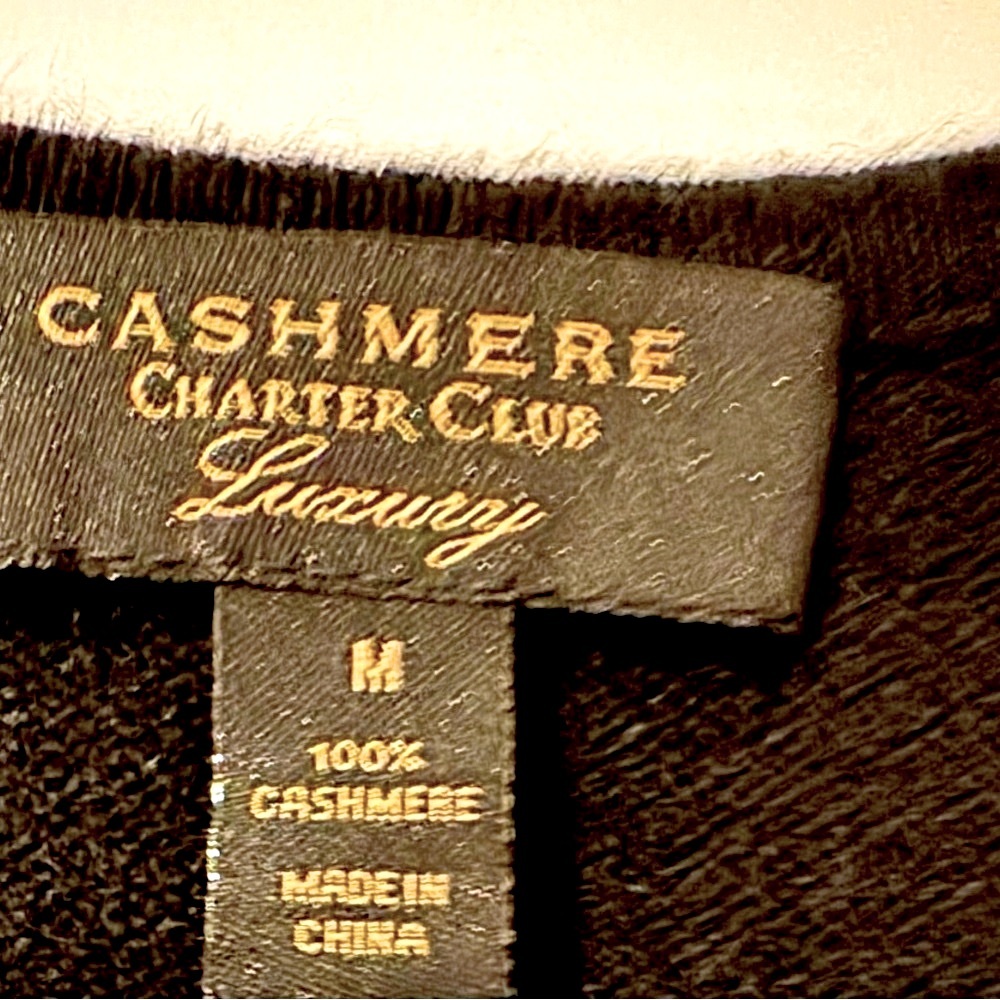 CASHMERE
CHARTER CLUB
Luxury
M
100%
CASHMERE
MADE IN
CHINA